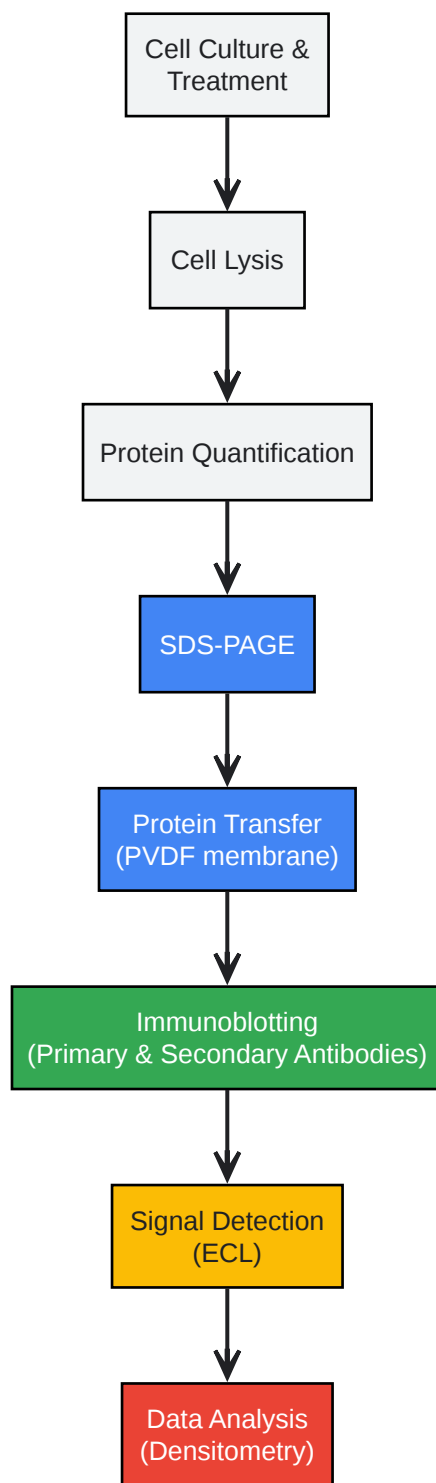 Cell Culture &
Treatment
Cell Lysis
Protein Quantification
SDS-PAGE
Protein Transfer
(PVDF membrane)
Immunoblotting
(Primary & Secondary Antibodies)
Signal Detection
(ECL)
Data Analysis
(Densitometry)